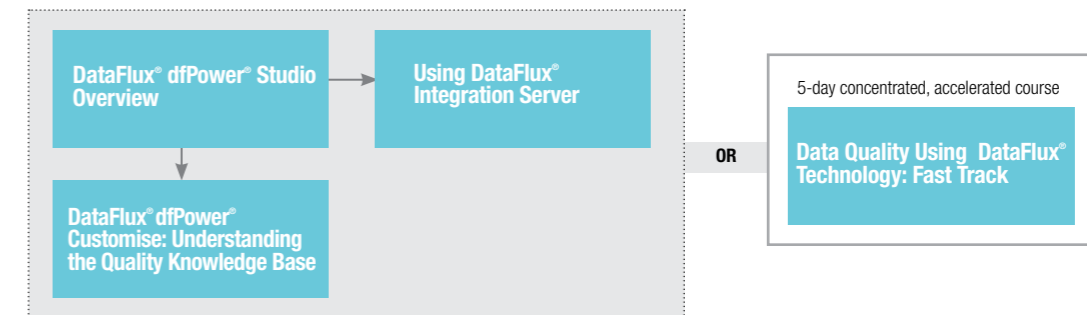 DataFlux® dfPower® Studio
Overview
Using DataFlux®
Integration Server
DataFlux® dfPower®
Customise: Understanding
the Quality Knowledge Base
OR
5-day concentrated, accelerated course
Data Quality Using DataFlux®
Technology: Fast Track